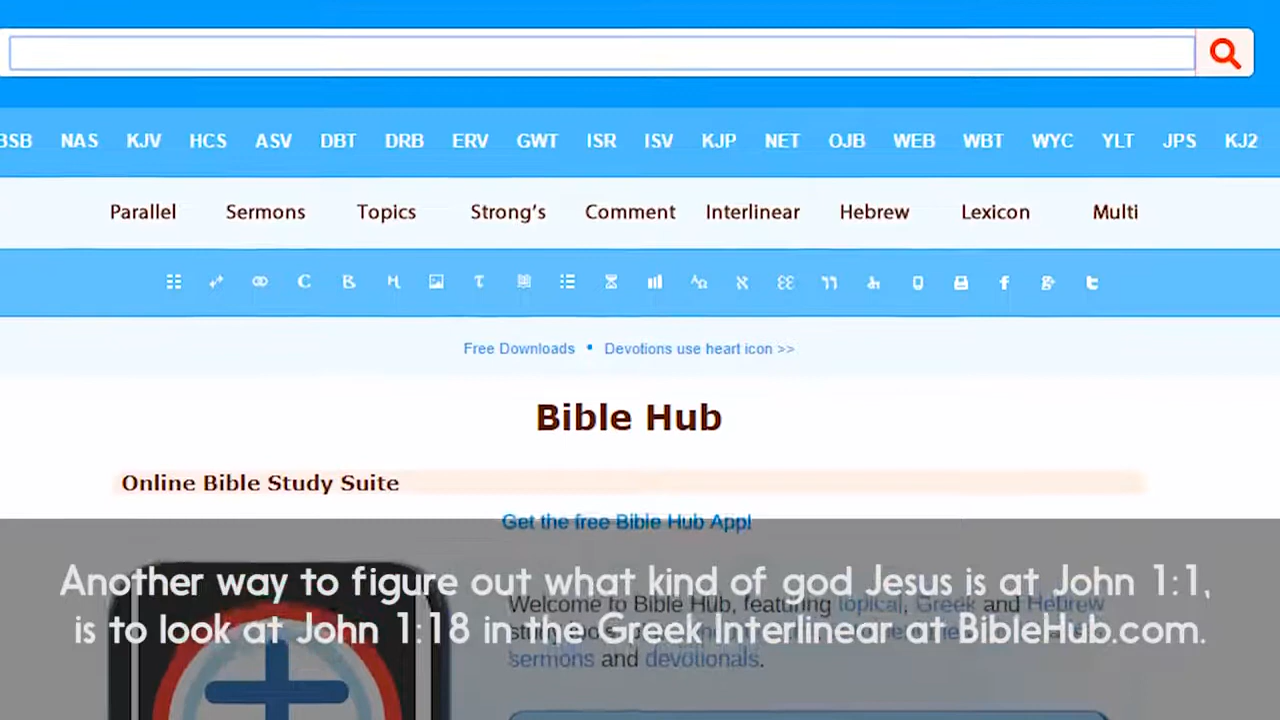 BSB NAS KJV HCS ASV DBT DRB ERV GWT ISR ISV KJP NET OJB WEB WBT WYC YLT JPS KJ2
Parallel Sermons Topics Strong's Comment Interlinear Hebrew Lexicon Multi
Free Downloads • Devotions use heart icon >>
Bible Hub
Online Bible Study Suite
Get the free Bible Hub App!
Another way to figure out what kind of god Jesus is at John 1:1,
is to look at John 1:18 in the Greek Interlinear at BibleHub.com.
Welcome to Bible Hub, featuring topical, Greek and Hebrew
sermons and devotionals.